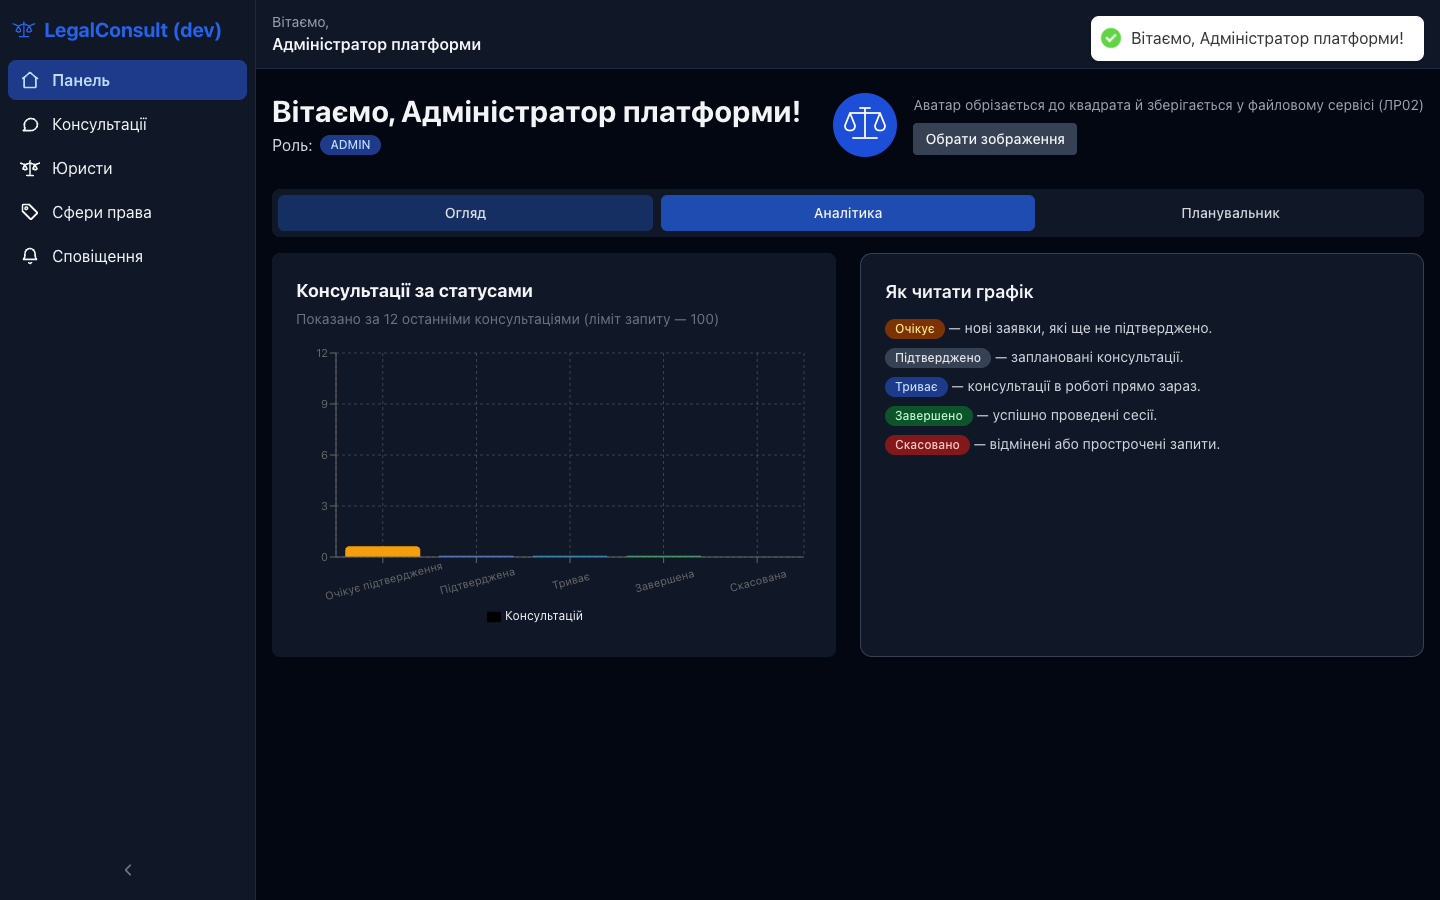 LegalConsult (dev)
Панель
Консультації
Юристи
Сфери права
Сповіщення
Вітаємо,
Адміністратор платформи
Вітаємо, Адміністратор платформи!
Вітаємо, Адміністратор платформи!
Роль: ADMIN
Аватар обрізається до квадрата й зберігається у файловому сервісі (ЛР02)
Обрати зображення
Огляд
Аналітика
Планувальник
Консультації за статусами
Показано за 12 останніми консультаціями (ліміт запиту — 100)
12
9
6
3
0
Очікує підтвердження
Підтверджена
Триває
Завершена
Скасована
Консультацій
Як читати графік
Очікує — нові заявки, які ще не підтверджено.
Підтверджено — заплановані консультації.
Триває — консультації в роботі прямо зараз.
Завершено — успішно проведені сесії.
Скасовано — відмінені або прострочені запити.